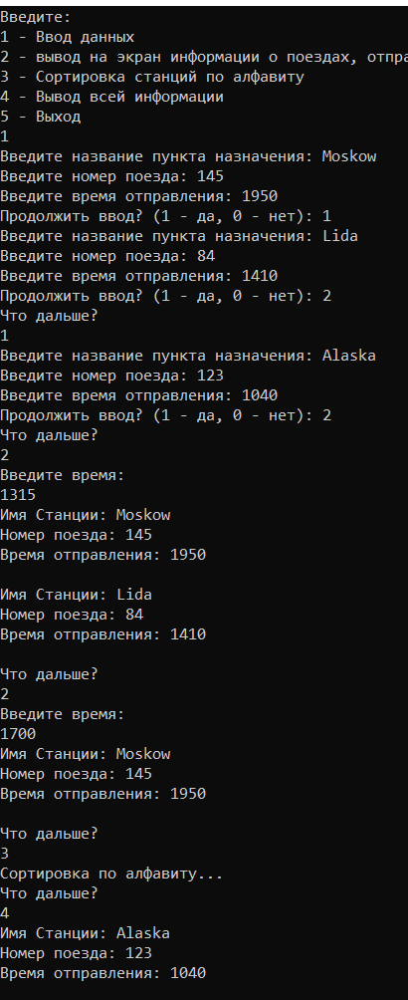 Введите:
1 - Ввод данных
2 - вывод на экран информации о поездах, отпра
3 - Сортировка станций по алфавиту
4 - Вывод всей информации
5 - Выход
1
Введите название пункта назначения: Moskow
Введите номер поезда: 145
Введите время отправления: 1950
Продолжить ввод? (1 - да, 0 - нет): 1
Введите название пункта назначения: Lida
Введите номер поезда: 84
Введите время отправления: 1410
Продолжить ввод? (1 - да, 0 - нет): 2
Что дальше?
1
Введите название пункта назначения: Alaska
Введите номер поезда: 123
Введите время отправления: 1040
Продолжить ввод? (1 - да, 0 - нет): 2
Что дальше?
2
Введите время:
1315
Имя Станции: Moskow
Номер поезда: 145
Время отправления: 1950
Имя Станции: Lida
Номер поезда: 84
Время отправления: 1410
Что дальше?
2
Введите время:
1700
Имя Станции: Moskow
Номер поезда: 145
Время отправления: 1950
Что дальше?
3
Сортировка по алфавиту...
Что дальше?
4
Имя Станции: Alaska
Номер поезда: 123
Время отправления: 1040